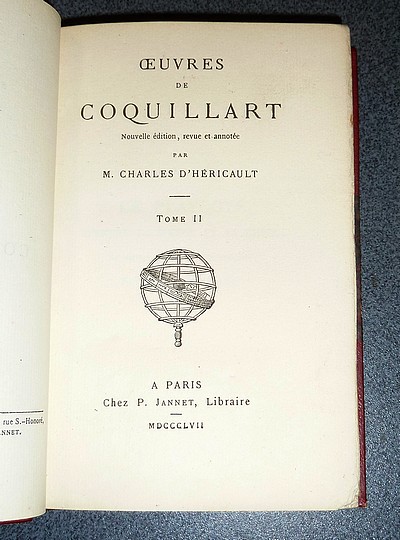 ŒUVRES
DE
COQUILLART
Nouvelle édition, revue et annotée
PAR
M. CHARLES D'HÉRICAULT
TOME II
A PARIS
Chez P. JANNET, Libraire
MDCCCLVII
rue S.-Honoré,
NNET.